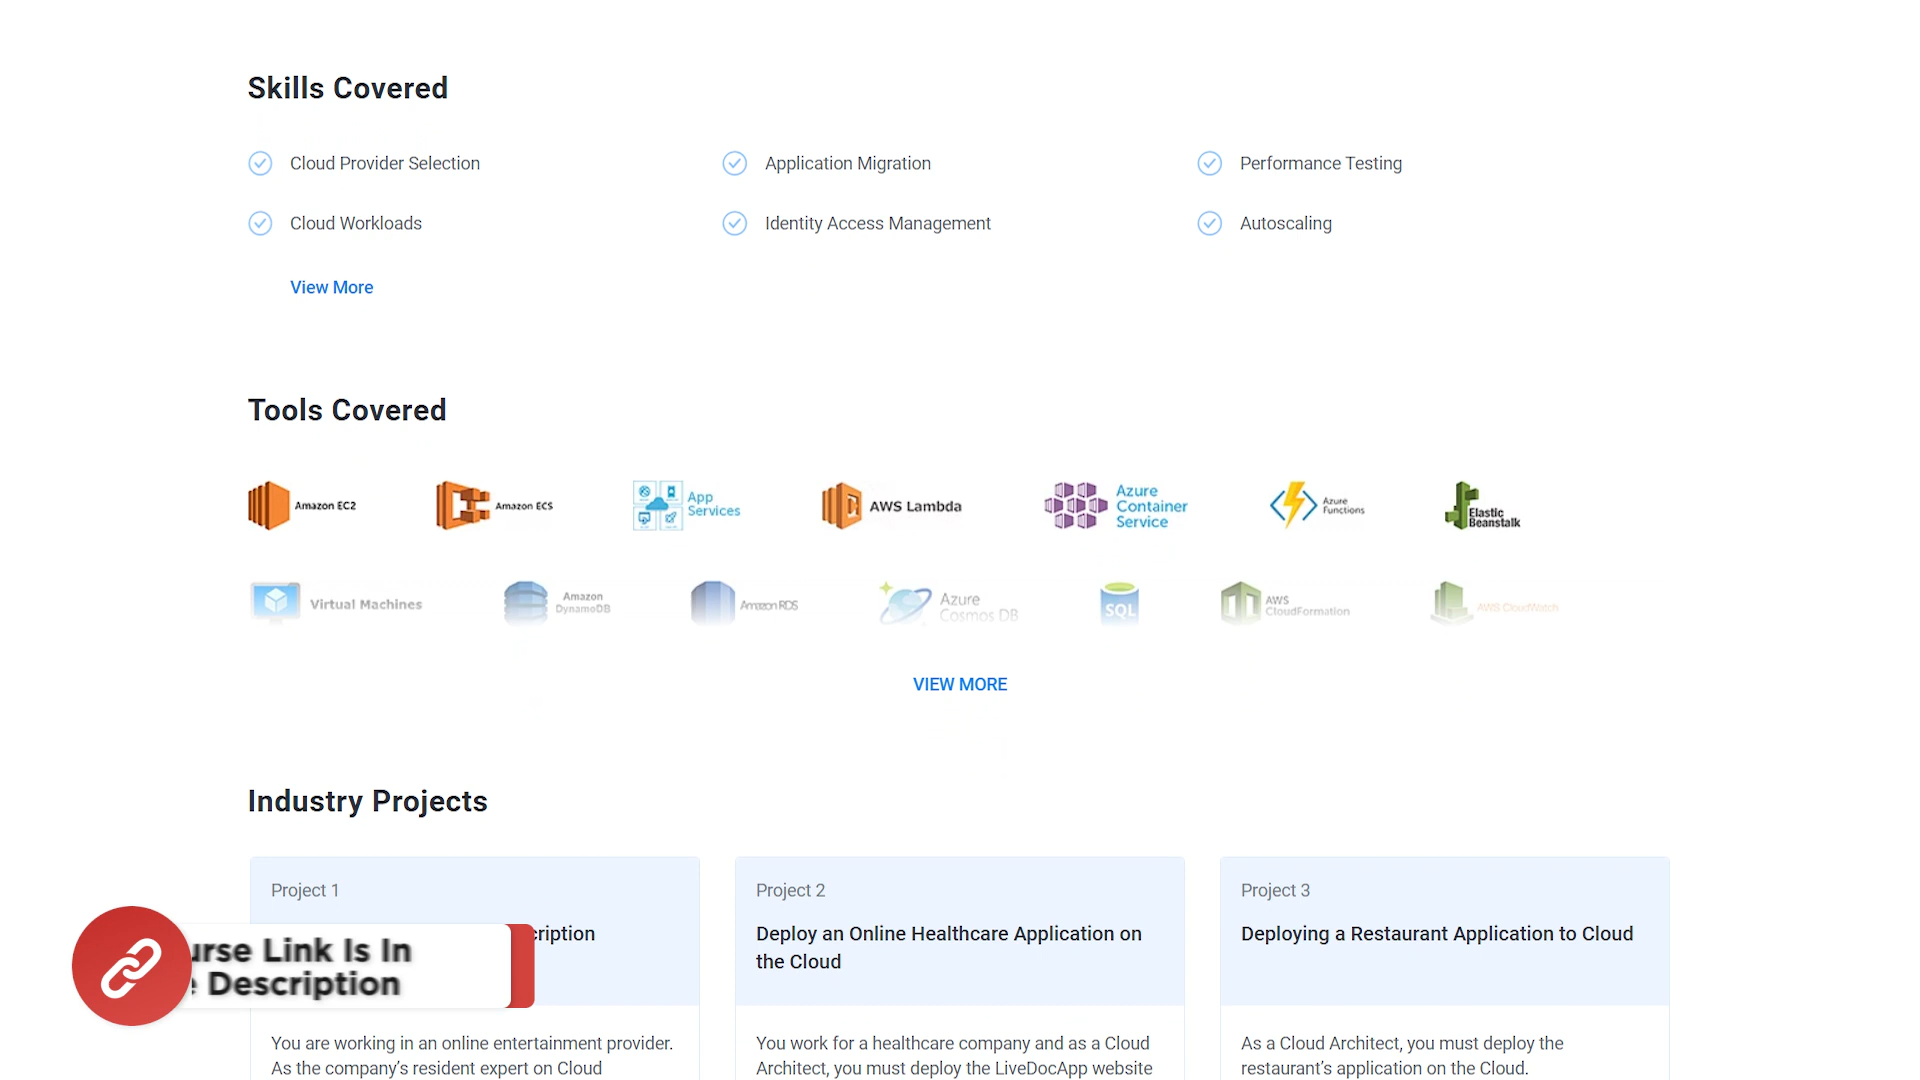 Skills Covered
Cloud Provider Selection
Application Migration
Performance Testing
Cloud Workloads
Identity Access Management
Autoscaling
View More
Tools Covered
Amazon EC2
Amazon ECS
App
Services
AWS Lambda
Azure
Container
Service
Azure
Functions
Elastic
Beanstalk
Virtual Machines
Amazon
DynamoDB
Amazon RDS
Azure
Cosmos DB
SQL
AWS
CloudFormation
AWS CloudWatch
VIEW MORE
Industry Projects
Project 1
Project 2
Deploy an Online Healthcare Application on
the Cloud
Project 3
Deploying a Restaurant Application to Cloud
Link Is In
Description
You are working in an online entertainment provider.
As the company's resident expert on Cloud
You work for a healthcare company and as a Cloud
Architect, you must deploy the LiveDocApp website
As a Cloud Architect, you must deploy the
restaurant's application on the Cloud.